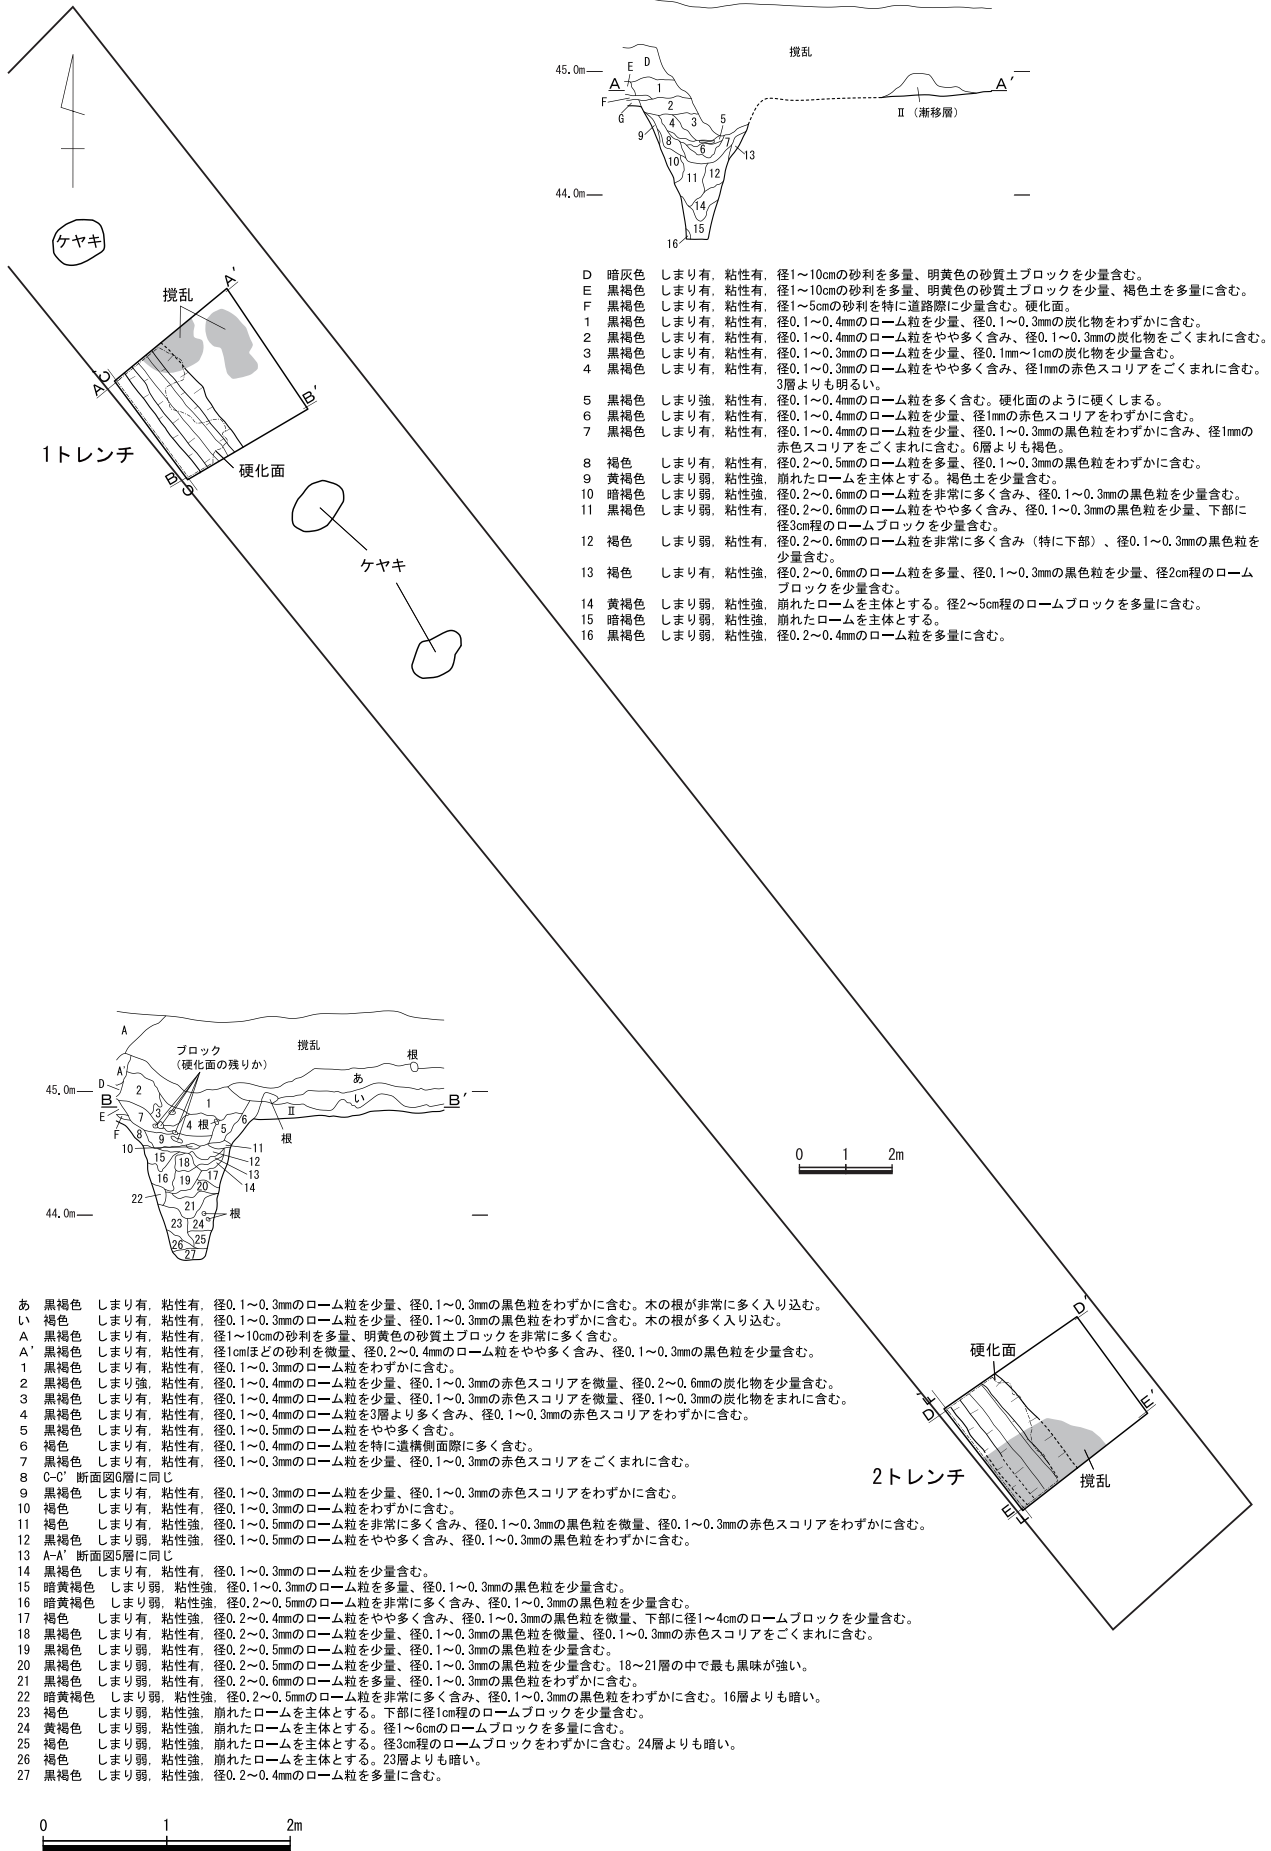 撹乱
45.0m
A
A'
D
E
F
G
1
2
3
4
5
6
7
8
9
10
11
12
13
14
15
16
Ⅱ（漸移層）
44.0m
D 暗灰色 しまり有, 粘性有, 径1～10cmの砂利を多量、明黄色の砂質土ブロックを少量含む。
E 黒褐色 しまり有, 粘性有, 径1～10cmの砂利を多量、明黄色の砂質土ブロックを少量、褐色土を多量に含む。
F 黒褐色 しまり有, 粘性有, 径1～5cmの砂利を特に道路際に少量含む。硬化面。
1 黒褐色 しまり有, 粘性有, 径0.1～0.4mmのローム粒を少量、径0.1～0.3mmの炭化物をわずかに含む。
2 黒褐色 しまり有, 粘性有, 径0.1～0.4mmのローム粒をやや多く含み、径0.1～0.3mmの炭化物をごくまれに含む。
3 黒褐色 しまり有, 粘性有, 径0.1～0.3mmのローム粒を少量、径0.1mm～1cmの炭化物を少量含む。
4 黒褐色 しまり有, 粘性有, 径0.1～0.3mmのローム粒をやや多く含み、径1mmの赤色スコリアをごくまれに含む。
3層よりも明るい。
5 黒褐色 しまり強, 粘性有, 径0.1～0.4mmのローム粒を多く含む。硬化面のように硬くしまる。
6 黒褐色 しまり有, 粘性有, 径0.1～0.4mmのローム粒を少量、径1mmの赤色スコリアをわずかに含む。
7 黒褐色 しまり有, 粘性有, 径0.1～0.4mmのローム粒を少量、径0.1～0.3mmの黒色粒をわずかに含み、径1mmの
赤色スコリアをごくまれに含む。6層よりも褐色。
8 褐色 しまり有, 粘性有, 径0.2～0.5mmのローム粒を多量、径0.1～0.3mmの黒色粒をわずかに含む。
9 黄褐色 しまり弱, 粘性強, 崩れたロームを主体とする。褐色土を少量含む。
10 暗褐色 しまり弱, 粘性有, 径0.2～0.6mmのローム粒を非常に多く含み、径0.1～0.3mmの黒色粒を少量含む。
11 黒褐色 しまり弱, 粘性有, 径0.2～0.6mmのローム粒をやや多く含み、径0.1～0.3mmの黒色粒を少量、下部に
径3cm程のロームブロックを少量含む。
12 褐色 しまり弱, 粘性有, 径0.2～0.6mmのローム粒を非常に多く含み（特に下部）、径0.1～0.3mmの黒色粒を
少量含む。
13 褐色 しまり有, 粘性強, 径0.2～0.6mmのローム粒を多量、径0.1～0.3mmの黒色粒を少量、径2cm程のローム
ブロックを少量含む。
14 黄褐色 しまり弱, 粘性強, 崩れたロームを主体とする。径2～5cm程のロームブロックを多量に含む。
15 暗褐色 しまり弱, 粘性強, 崩れたロームを主体とする。
16 黒褐色 しまり弱, 粘性強, 径0.2～0.4mmのローム粒を多量に含む。
ケヤキ
撹乱
A'
A
C'
B'
B
C
1トレンチ
硬化面
ケヤキ
A
撹乱
ブロック
（硬化面の残りか）
根
45.0m
A'
D
B
E
F
あ
い
Ⅱ
B'
1
2
3
4
根
5
6
7
8
9
根
10
11
12
13
14
15
16
17
18
19
20
21
22
23
24
根
25
26
27
44.0m
0 1 2m
D'
硬化面
E'
F'
D
2トレンチ
撹乱
E
F
あ 黒褐色 しまり有, 粘性有, 径0.1～0.3mmのローム粒を少量、径0.1～0.3mmの黒色粒をわずかに含む。木の根が非常に多く入り込む。
い 褐色 しまり有, 粘性有, 径0.1～0.3mmのローム粒を少量、径0.1～0.3mmの黒色粒をわずかに含む。木の根が多く入り込む。
A 黒褐色 しまり有, 粘性有, 径1～10cmの砂利を多量、明黄色の砂質土ブロックを非常に多く含む。
A' 黒褐色 しまり有, 粘性有, 径1cmほどの砂利を微量、径0.2～0.4mmのローム粒をやや多く含み、径0.1～0.3mmの黒色粒を少量含む。
1 黒褐色 しまり有, 粘性有, 径0.1～0.3mmのローム粒をわずかに含む。
2 黒褐色 しまり強, 粘性有, 径0.1～0.4mmのローム粒を少量、径0.1～0.3mmの赤色スコリアを微量、径0.2～0.6mmの炭化物を少量含む。
3 黒褐色 しまり有, 粘性有, 径0.1～0.4mmのローム粒を少量、径0.1～0.3mmの赤色スコリアを微量、径0.1～0.3mmの炭化物をまれに含む。
4 黒褐色 しまり有, 粘性有, 径0.1～0.4mmのローム粒を3層より多く含み、径0.1～0.3mmの赤色スコリアをわずかに含む。
5 黒褐色 しまり有, 粘性有, 径0.1～0.5mmのローム粒をやや多く含む。
6 褐色 しまり有, 粘性有, 径0.1～0.4mmのローム粒を特に遺構側面際に多く含む。
7 黒褐色 しまり有, 粘性有, 径0.1～0.3mmのローム粒を少量、径0.1～0.3mmの赤色スコリアをごくまれに含む。
8 C-C' 断面図G層に同じ
9 黒褐色 しまり有, 粘性有, 径0.1～0.3mmのローム粒を少量、径0.1～0.3mmの赤色スコリアをわずかに含む。
10 褐色 しまり有, 粘性有, 径0.1～0.3mmのローム粒をわずかに含む。
11 褐色 しまり有, 粘性強, 径0.1～0.5mmのローム粒を非常に多く含み、径0.1～0.3mmの黒色粒を微量、径0.1～0.3mmの赤色スコリアをわずかに含む。
12 黒褐色 しまり弱, 粘性強, 径0.1～0.5mmのローム粒をやや多く含み、径0.1～0.3mmの黒色粒をわずかに含む。
13 A-A' 断面図5層に同じ
14 黒褐色 しまり有, 粘性有, 径0.1～0.3mmのローム粒を少量含む。
15 暗黄褐色 しまり弱, 粘性強, 径0.1～0.3mmのローム粒を多量、径0.1～0.3mmの黒色粒を少量含む。
16 暗黄褐色 しまり弱, 粘性強, 径0.2～0.5mmのローム粒を非常に多く含み、径0.1～0.3mmの黒色粒を少量含む。
17 褐色 しまり有, 粘性強, 径0.2～0.4mmのローム粒をやや多く含み、径0.1～0.3mmの黒色粒を微量、下部に径1～4cmのロームブロックを少量含む。
18 黒褐色 しまり有, 粘性有, 径0.2～0.3mmのローム粒を少量、径0.1～0.3mmの黒色粒を微量、径0.1～0.3mmの赤色スコリアをごくまれに含む。
19 黒褐色 しまり弱, 粘性有, 径0.2～0.5mmのローム粒を少量、径0.1～0.3mmの黒色粒を少量含む。
20 黒褐色 しまり弱, 粘性有, 径0.2～0.5mmのローム粒を少量、径0.1～0.3mmの黒色粒を少量含む。18～21層の中で最も黒味が強い。
21 黒褐色 しまり弱, 粘性有, 径0.2～0.6mmのローム粒を多量、径0.1～0.3mmの黒色粒をわずかに含む。
22 暗黄褐色 しまり弱, 粘性強, 径0.2～0.5mmのローム粒を非常に多く含み、径0.1～0.3mmの黒色粒をわずかに含む。16層よりも暗い。
23 褐色 しまり弱, 粘性強, 崩れたロームを主体とする。下部に径1cm程のロームブロックを少量含む。
24 黄褐色 しまり弱, 粘性強, 崩れたロームを主体とする。径1～6cmのロームブロックを多量に含む。
25 褐色 しまり弱, 粘性強, 崩れたロームを主体とする。径3cm程のロームブロックをわずかに含む。24層よりも暗い。
26 褐色 しまり弱, 粘性強, 崩れたロームを主体とする。23層よりも暗い。
27 黒褐色 しまり弱, 粘性強, 径0.2～0.4mmのローム粒を多量に含む。
0 1 2m